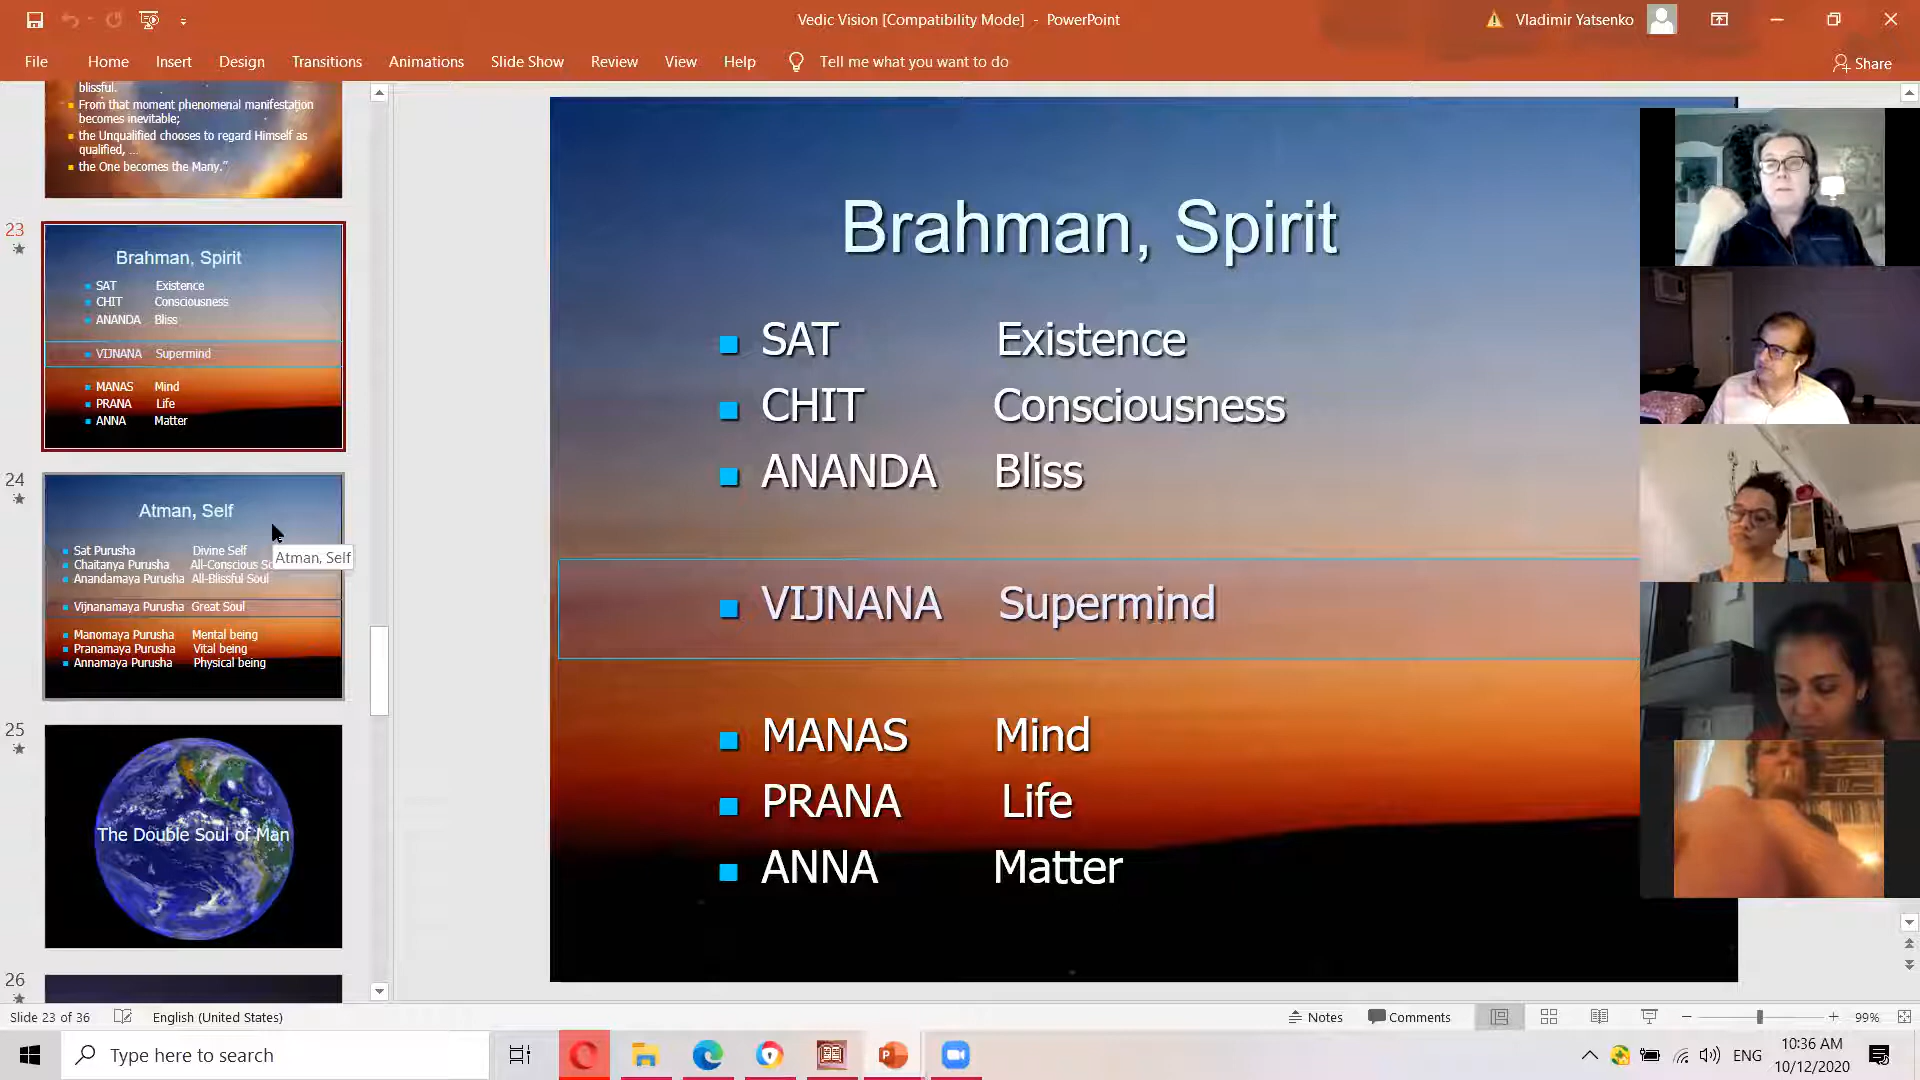 Vedic Vision [Compatibility Mode] - PowerPoint
Vladimir Yatsenko
File Home Insert Design Transitions Animations Slide Show Review View Help Tell me what you want to do
Share
blissful.
From that moment phenomenal manifestation
becomes inevitable;
the Unqualified chooses to regard Himself as
qualified, ...
the One becomes the Many.”
23
Brahman, Spirit
SAT Existence
CHIT Consciousness
ANANDA Bliss
VIJNANA Supermind
MANAS Mind
PRANA Life
ANNA Matter
24
Atman, Self
Sat Purusha Divine Self
Chaitanya Purusha All-Conscious
Anandamaya Purusha All-Blissful Soul
Vijnanamaya Purusha Great Soul
Manomaya Purusha Mental being
Pranamaya Purusha Vital being
Annamaya Purusha Physical being
Atman, Self
25
The Double Soul of Man
26
Brahman, Spirit
SAT Existence
CHIT Consciousness
ANANDA Bliss
VIJNANA Supermind
MANAS Mind
PRANA Life
ANNA Matter
Slide 23 of 36 English (United States) Notes Comments 99%
Type here to search
ENG
10:36 AM
10/12/2020